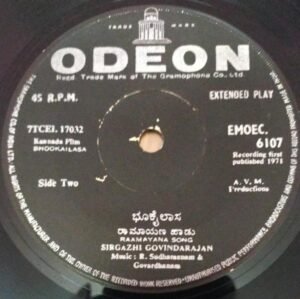 TRADE MARK
ODEON
Regd. Trade Mark of the Gramophone Co., Ltd.
45 R.P.M.
EXTENDED PLAY
7TCEI. 17032
Kannada Film
BHOOKAILASA
EMOEC.
6107
Recording first
published 1971
Side Two
A. V. M.
Productions
ಭೂಕೈಲಾಸ
ರಾಮಾಯಣ ಹಾಡು
RAAMAYANA SONG
SIRGAZHI GOVINDARAJAN
Music : R. Sudharsanam &
Govardhanam